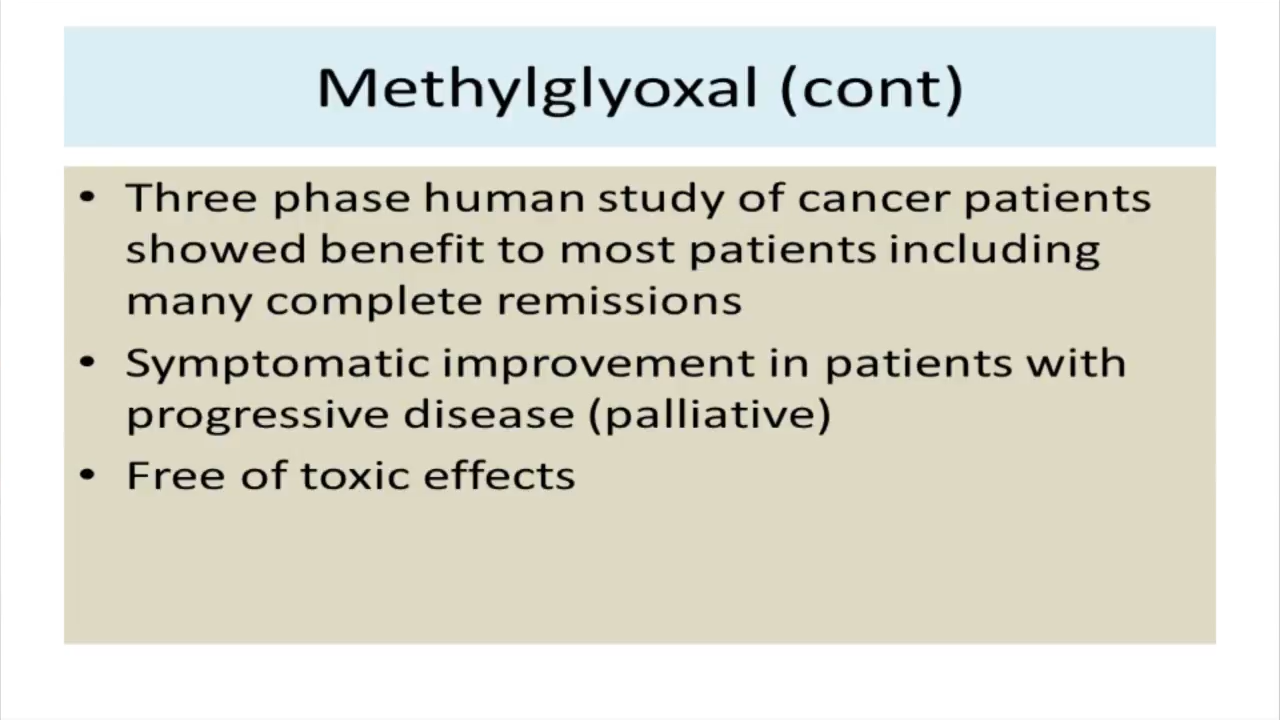 Methylglyoxal (cont)
• Three phase human study of cancer patients
showed benefit to most patients including
many complete remissions
• Symptomatic improvement in patients with
progressive disease (palliative)
• Free of toxic effects